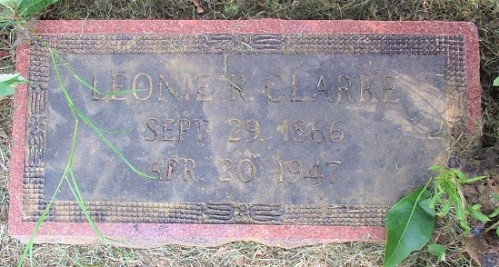 LEONIE R. CLARKE
SEPT. 29. 1866
APR. 20. 1947